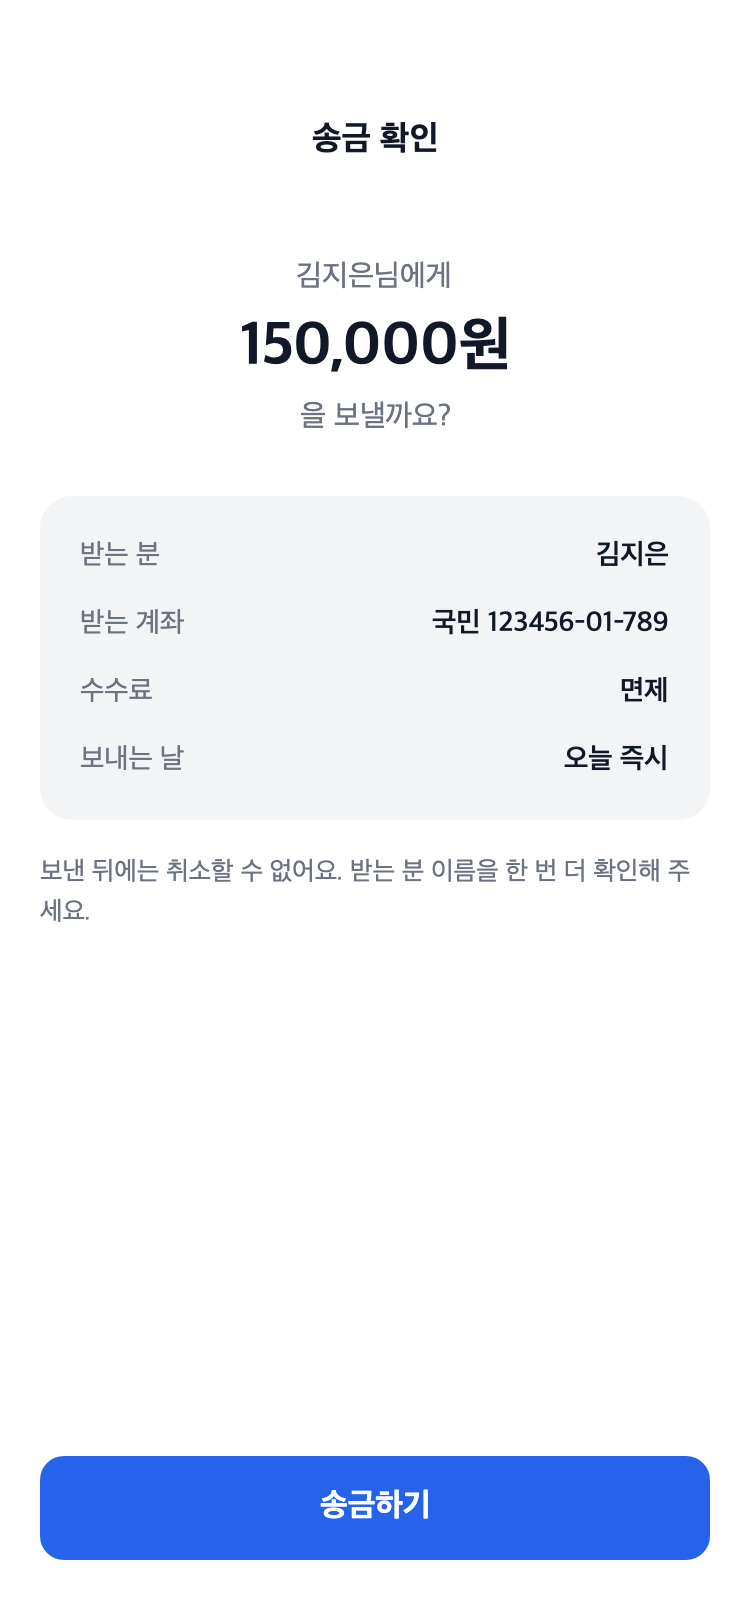 송금 확인
김지은님에게
150,000원
을 보낼까요?
받는 분 김지은
받는 계좌 국민 123456-01-789
수수료 면제
보내는 날 오늘 즉시
보낸 뒤에는 취소할 수 없어요. 받는 분 이름을 한 번 더 확인해 주
세요.
송금하기